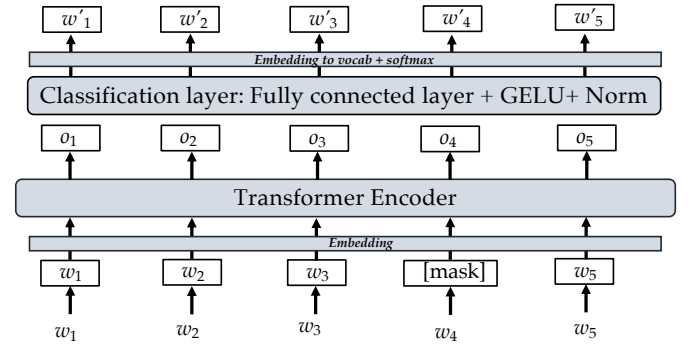 w'₁ w'₂ w'₃ w'₄ w'₅
Embedding to vocab + softmax
Classification layer: Fully connected layer + GELU+ Norm
o₁ o₂ o₃ o₄ o₅
Transformer Encoder
Embedding
w₁ w₂ w₃ [mask] w₅
w₁ w₂ w₃ w₄ w₅